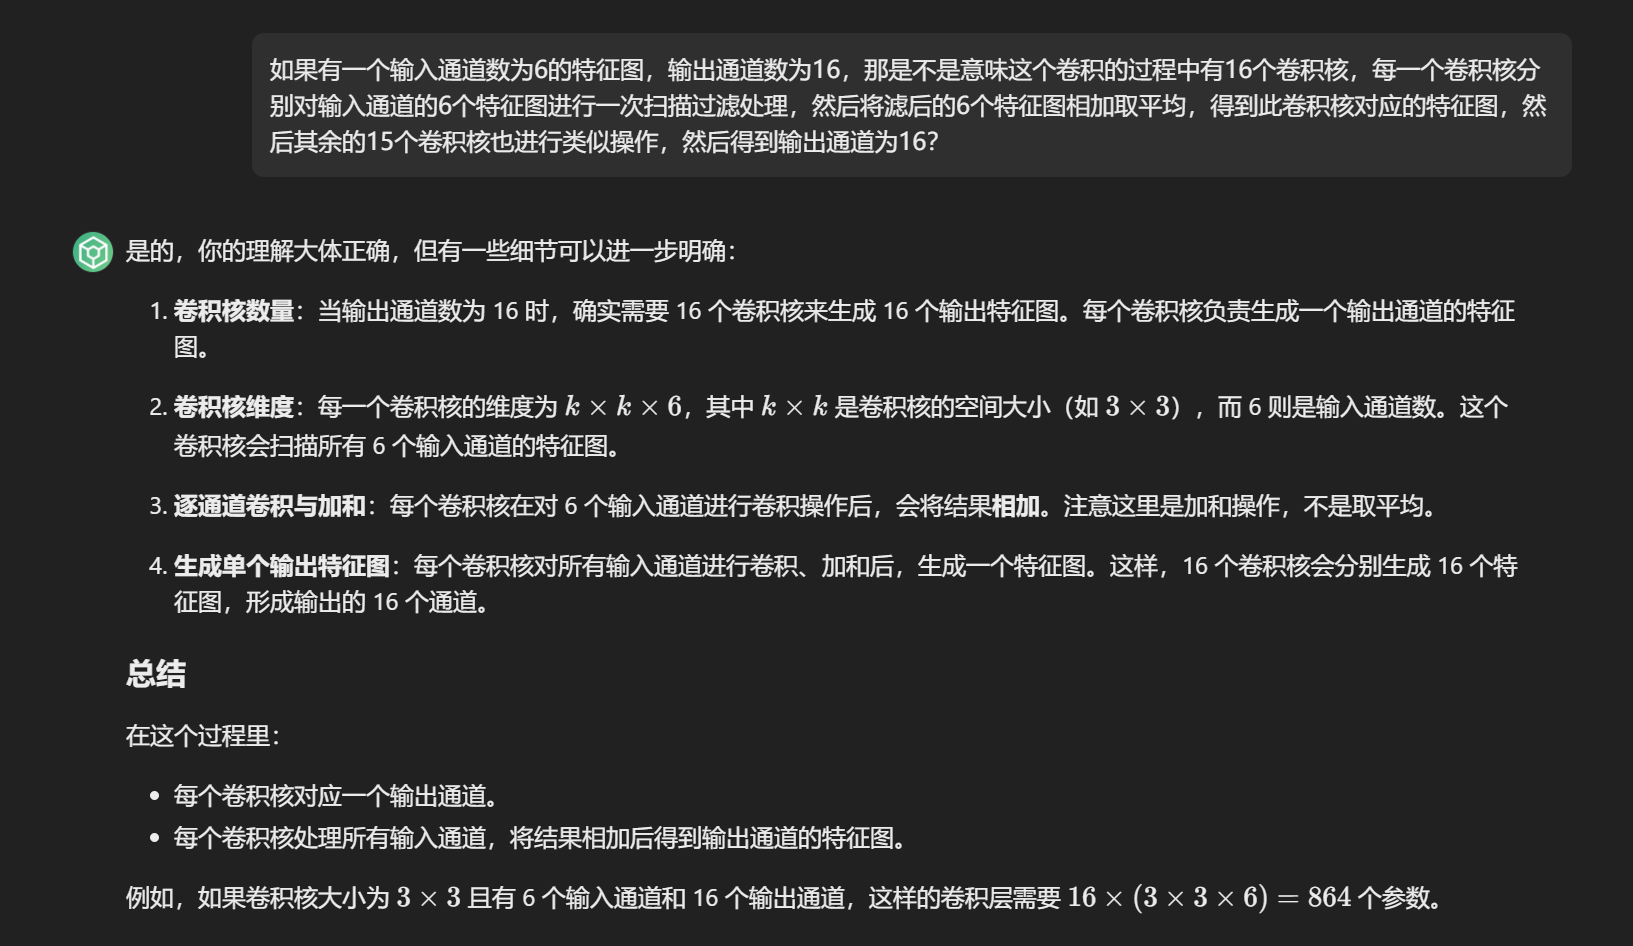 如果有一个输入通道数为6的特征图，输出通道数为16，那是不是意味这个卷积的过程中有16个卷积核，每一个卷积核分
别对输入通道的6个特征图进行一次扫描过滤处理，然后将滤后的6个特征图相加取平均，得到此卷积核对应的特征图，然
后其余的15个卷积核也进行类似操作，然后得到输出通道为16？
是的，你的理解大体正确，但有一些细节可以进一步明确：
1. 卷积核数量：当输出通道数为 16 时，确实需要 16 个卷积核来生成 16 个输出特征图。每个卷积核负责生成一个输出通道的特征
图。
2. 卷积核维度：每一个卷积核的维度为 k × k × 6，其中 k × k 是卷积核的空间大小（如 3 × 3），而 6 则是输入通道数。这个
卷积核会扫描所有 6 个输入通道的特征图。
3. 逐通道卷积与加和：每个卷积核在对 6 个输入通道进行卷积操作后，会将结果相加。注意这里是加和操作，不是取平均。
4. 生成单个输出特征图：每个卷积核对所有输入通道进行卷积、加和后，生成一个特征图。这样，16 个卷积核会分别生成 16 个特
征图，形成输出的 16 个通道。
总结
在这个过程里：
• 每个卷积核对应一个输出通道。
• 每个卷积核处理所有输入通道，将结果相加后得到输出通道的特征图。
例如，如果卷积核大小为 3 × 3 且有 6 个输入通道和 16 个输出通道，这样的卷积层需要 16 × (3 × 3 × 6) = 864 个参数。